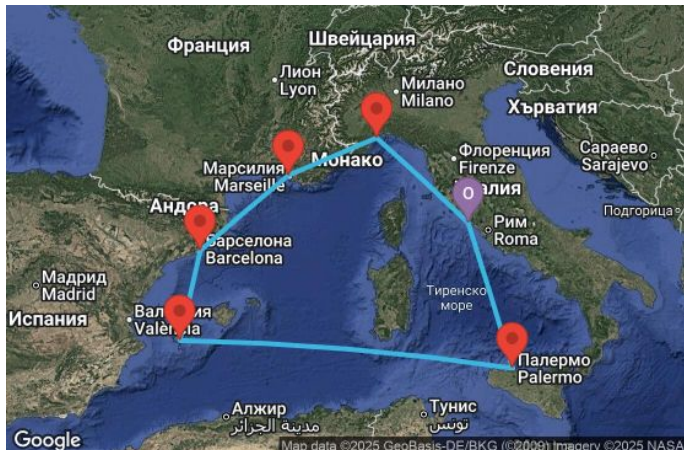 Франция
Швейцария
Лион
Lyon
Милано
Milano
Словения
Хърватия
Марсилия
Marseille
Монако
Флоренция
Firenze
Сараево
Sarajevo
Андора
О
Подгорица
Рим
Roma
Барселона
Barcelona
Мадрид
Madrid
Испания
València
Тиренско
море
Палермо
Palermo
Алжир
مدينة الجزائر
Тунис
تونس
Google
Map data ©2025 GeoBasis-DE/BKG (©2009) Imagery ©2025 NASA